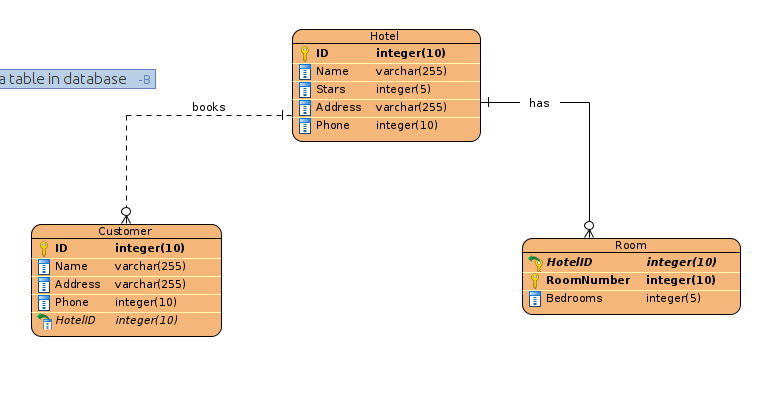 Hotel
ID integer(10)
Name varchar(255)
Stars integer(5)
Address varchar(255)
Phone integer(10)
a table in database -B
books
has
Customer
ID integer(10)
Name varchar(255)
Address varchar(255)
Phone integer(10)
HotelID integer(10)
Room
HotelID integer(10)
RoomNumber integer(10)
Bedrooms integer(5)